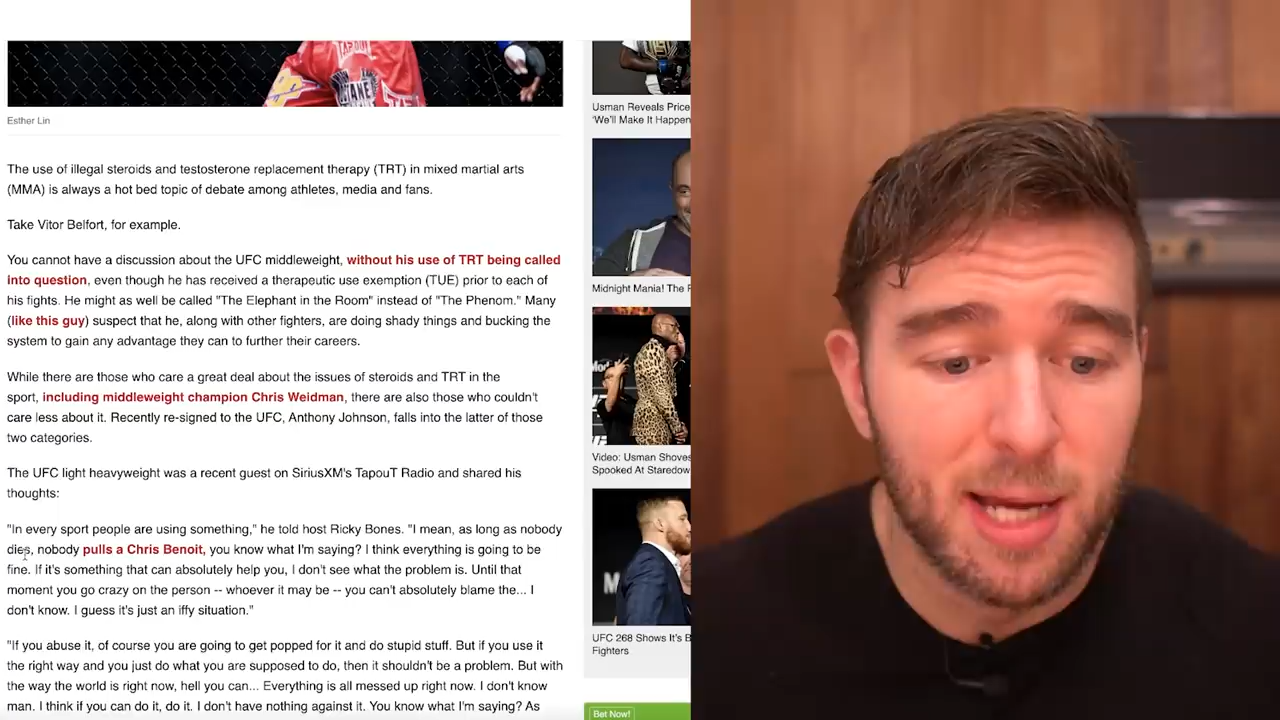 TAPOUT
JANE
Esther Lin
The use of illegal steroids and testosterone replacement therapy (TRT) in mixed martial arts
(MMA) is always a hot bed topic of debate among athletes, media and fans.
Take Vitor Belfort, for example.
You cannot have a discussion about the UFC middleweight, without his use of TRT being called
into question, even though he has received a therapeutic use exemption (TUE) prior to each of
his fights. He might as well be called "The Elephant in the Room" instead of "The Phenom." Many
(like this guy) suspect that he, along with other fighters, are doing shady things and bucking the
system to gain any advantage they can to further their careers.
While there are those who care a great deal about the issues of steroids and TRT in the
sport, including middleweight champion Chris Weidman, there are also those who couldn't
care less about it. Recently re-signed to the UFC, Anthony Johnson, falls into the latter of those
two categories.
The UFC light heavyweight was a recent guest on SiriusXM's TapouT Radio and shared his
thoughts:
"In every sport people are using something," he told host Ricky Bones. "I mean, as long as nobody
dies, nobody pulls a Chris Benoit, you know what I'm saying? I think everything is going to be
fine. If it's something that can absolutely help you, I don't see what the problem is. Until that
moment you go crazy on the person -- whoever it may be -- you can't absolutely blame the... I
don't know. I guess it's just an iffy situation."
"If you abuse it, of course you are going to get popped for it and do stupid stuff. But if you use it
the right way and you just do what you are supposed to do, then it shouldn't be a problem. But with
the way the world is right now, hell you can... Everything is all messed up right now. I don't know
man. I think if you can do it, do it. I don't have nothing against it. You know what I'm saying? As
Usman Reveals Price
'We'll Make It Happen
Midnight Mania! The
Video: Usman Shoves
Spooked At Staredow
UFC 268 Shows It's B
Fighters
Bet Now!